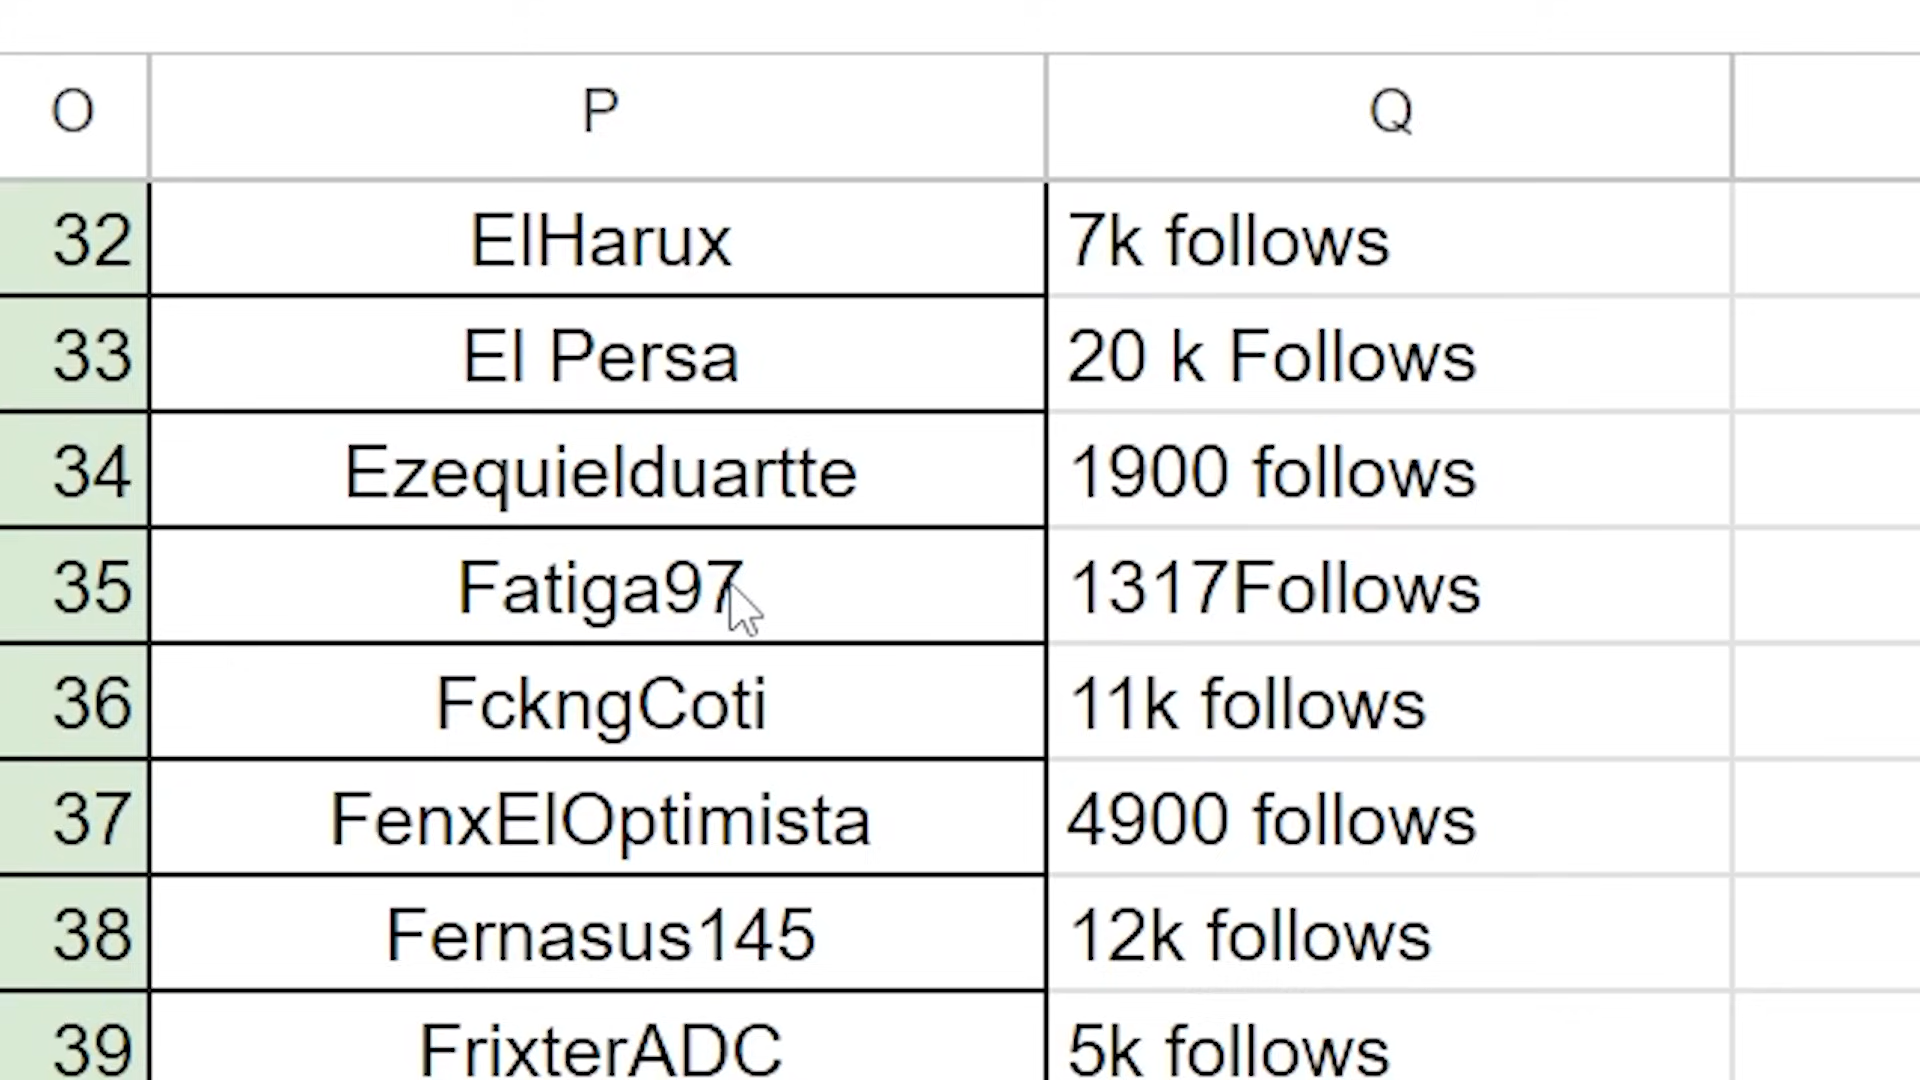 O P Q
32 ElHarux 7k follows
33 El Persa 20 k Follows
34 Ezequielduartte 1900 follows
35 Fatiga97 1317Follows
36 FckngCoti 11k follows
37 FenxElOptimista 4900 follows
38 Fernasus145 12k follows
39 FrixterADC 5k follows